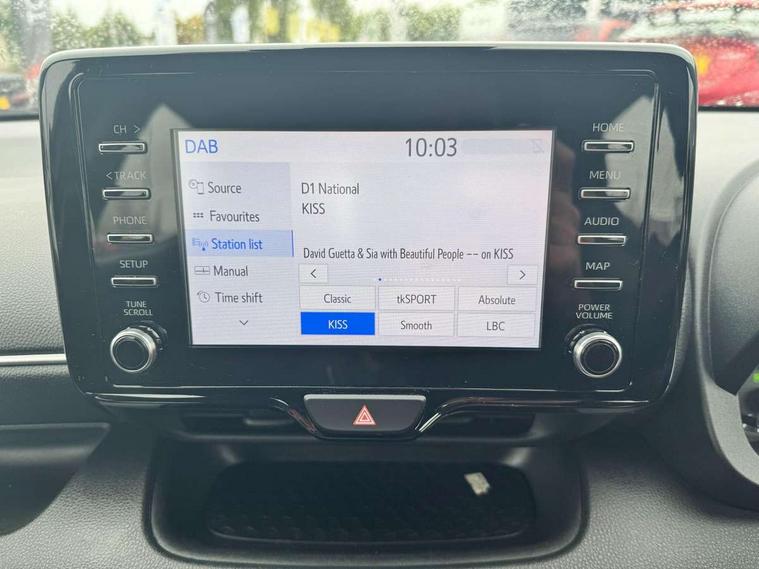 CH >
<TRACK
PHONE
SETUP
TUNE
SCROLL
DAB
10:03
Source
Favourites
Station list
Manual
Time shift
D1 National
KISS
David Guetta & Sia with Beautiful People -- on KISS
< >
Classic tkSPORT Absolute
KISS Smooth LBC
HOME
MENU
AUDIO
MAP
POWER
VOLUME